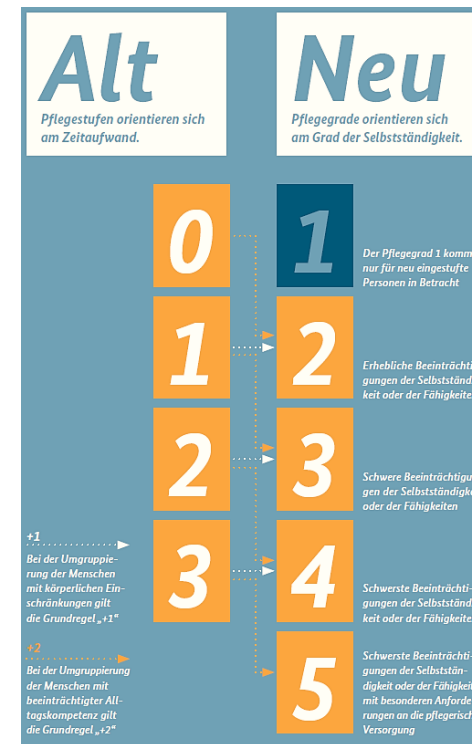 Alt
Pflegestufen orientieren sich
am Zeitaufwand.
Neu
Pflegegrade orientieren sich
am Grad der Selbstständigkeit.
0
1
2
3
1
Der Pflegegrad 1 komm
nur für neu eingestufte
Personen in Betracht
2
Erhebliche Beeinträchti-
gungen der Selbständ
keit oder der Fähigkeite
3
Schwere Beeinträchtigu
gen der Selbstständigke
oder der Fähigkeiten
4
Schwerste Beeinträchti-
gungen der Selbstständ
keit oder der Fähigkeite
5
Schwerste Beeinträchti-
gungen der Selbststän-
digkeit oder der Fähigkeit
mit besonderen Anforde
rungen an die pflegerisch
Versorgung
+1
Bei der Umgruppie-
rung der Menschen
mit körperlichen Ein-
schränkungen gilt
die Grundregel „+1“
+2
Bei der Umgruppierung
der Menschen mit
beeinträchtigter All-
tagskompetenz gilt
die Grundregel „+2“